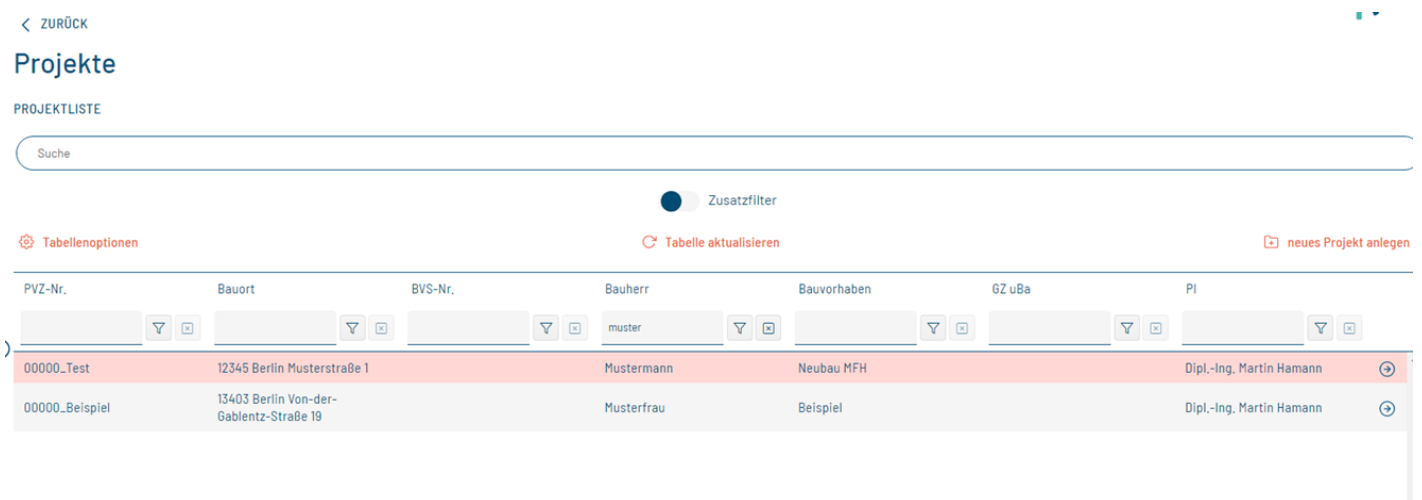 ZURÜCK
Projekte
PROJEKTLISTE
Suche
Zusatzfilter
Tabellenoptionen
Tabelle aktualisieren
neues Projekt anlegen
PVZ-Nr. Bauort BVS-Nr. Bauherr Bauvorhaben GZ uBa PI
muster
00000_Test 12345 Berlin Musterstraße 1 Mustermann Neubau MFH Dipl.-Ing. Martin Hamann
00000_Beispiel 13403 Berlin Von-der- Musterfrau Beispiel Dipl.-Ing. Martin Hamann
Gablentz-Straße 19